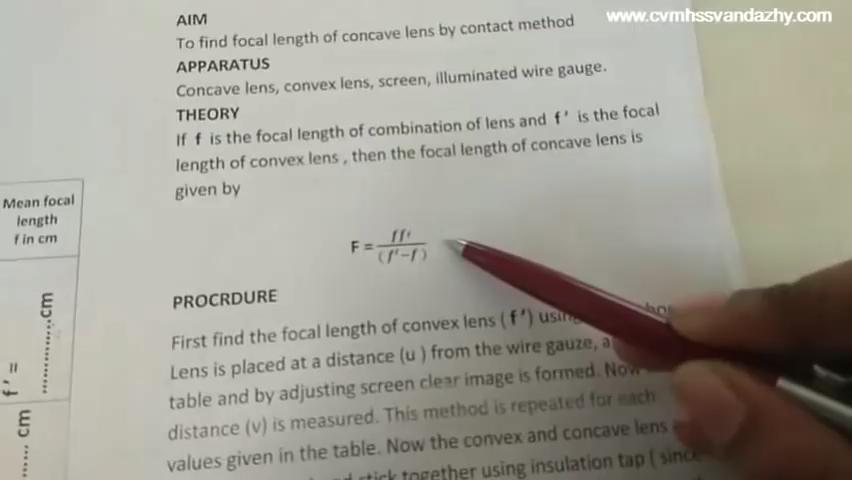 www.cvmhssvandazhy.com
AIM
To find focal length of concave lens by contact method
APPARATUS
Concave lens, convex lens, screen, illuminated wire gauge.
THEORY
If f is the focal length of combination of lens and f' is the focal
length of convex lens , then the focal length of concave lens is
given by
F = ff' / (f'-f)
PROCRDURE
First find the focal length of convex lens ( f') using
Lens is placed at a distance (u ) from the wire gauze, a
table and by adjusting screen clear image is formed. Now
distance (v) is measured. This method is repeated for each
values given in the table. Now the convex and concave lens
stick together using insulation tap ( since
Mean focal
length
f in cm
f' =
...............cm
...... cm